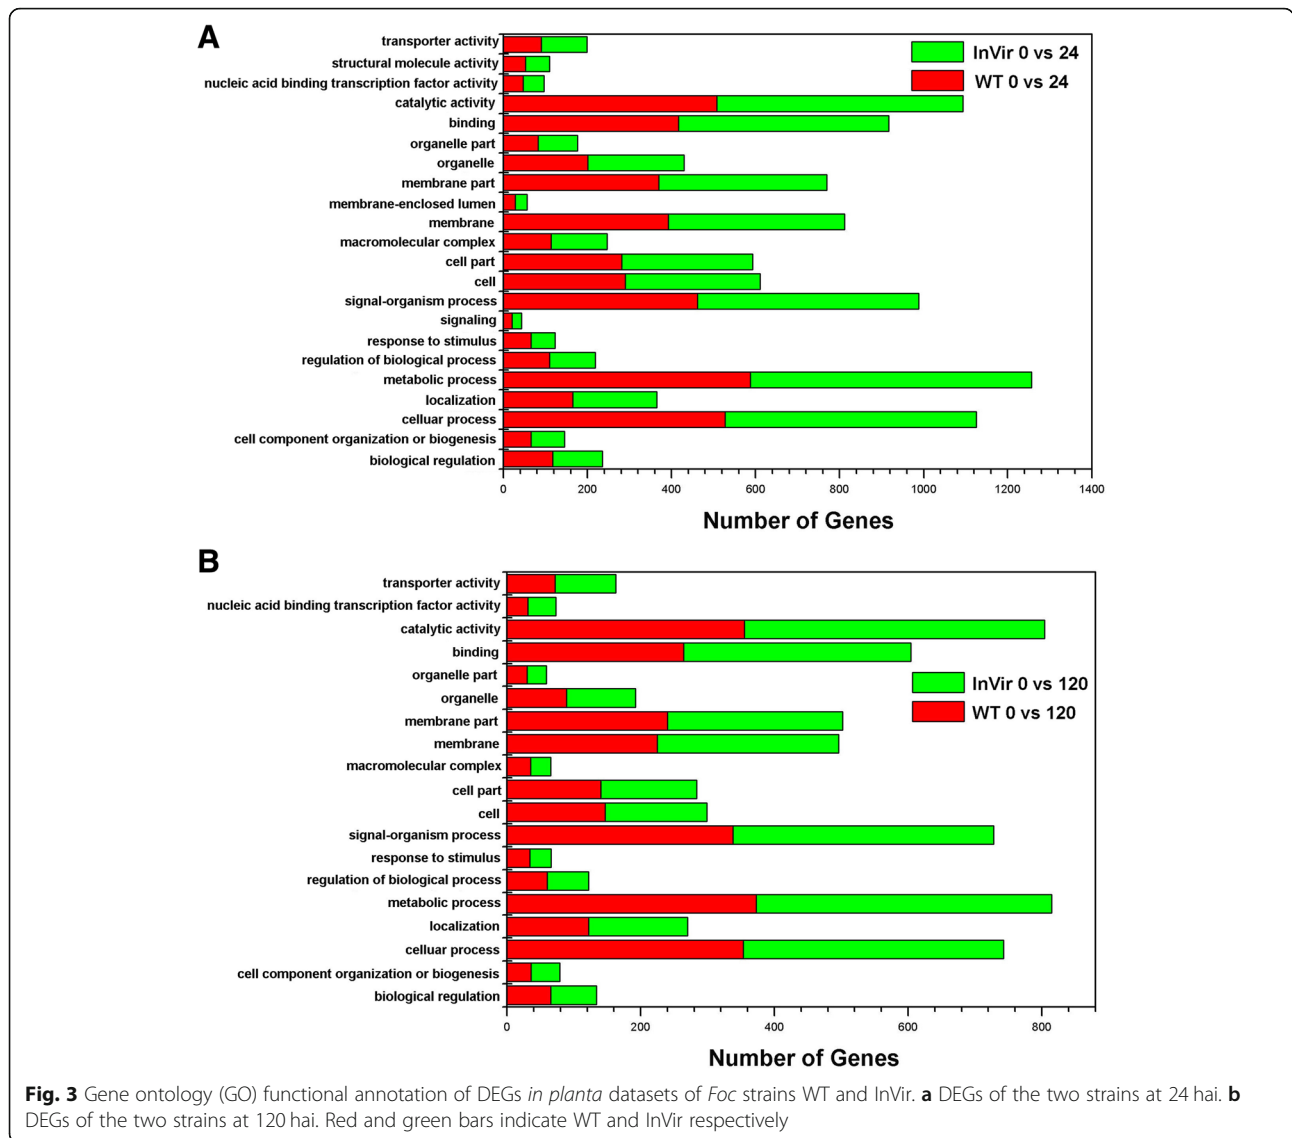 A
transporter activity
structural molecule activity
nucleic acid binding transcription factor activity
catalytic activity
binding
organelle part
organelle
membrane part
membrane-enclosed lumen
membrane
macromolecular complex
cell part
cell
signal-organism process
signaling
response to stimulus
regulation of biological process
metabolic process
localization
celluar process
cell component organization or biogenesis
biological regulation
InVir 0 vs 24
WT 0 vs 24
0 200 400 600 800 1000 1200 1400
Number of Genes
B
transporter activity
nucleic acid binding transcription factor activity
catalytic activity
binding
organelle part
organelle
membrane part
membrane
macromolecular complex
cell part
cell
signal-organism process
response to stimulus
regulation of biological process
metabolic process
localization
celluar process
cell component organization or biogenesis
biological regulation
InVir 0 vs 120
WT 0 vs 120
0 200 400 600 800
Number of Genes
Fig. 3 Gene ontology (GO) functional annotation of DEGs in planta datasets of Foc strains WT and InVir. a DEGs of the two strains at 24 hai. b
DEGs of the two strains at 120 hai. Red and green bars indicate WT and InVir respectively